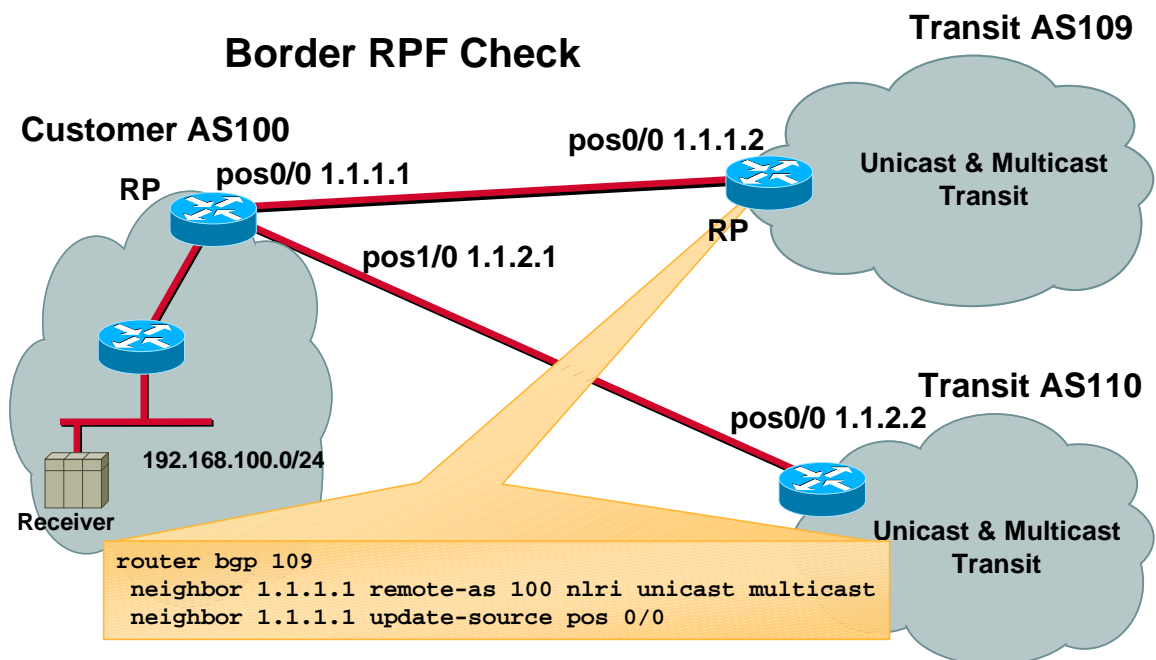 Border RPF Check
Transit AS109
Customer AS100
pos0/0 1.1.1.2
pos0/0 1.1.1.1
Unicast & Multicast
Transit
RP
RP
pos1/0 1.1.2.1
Transit AS110
pos0/0 1.1.2.2
192.168.100.0/24
Receiver
Unicast & Multicast
Transit
router bgp 109
neighbor 1.1.1.1 remote-as 100 nlri unicast multicast
neighbor 1.1.1.1 update-source pos 0/0